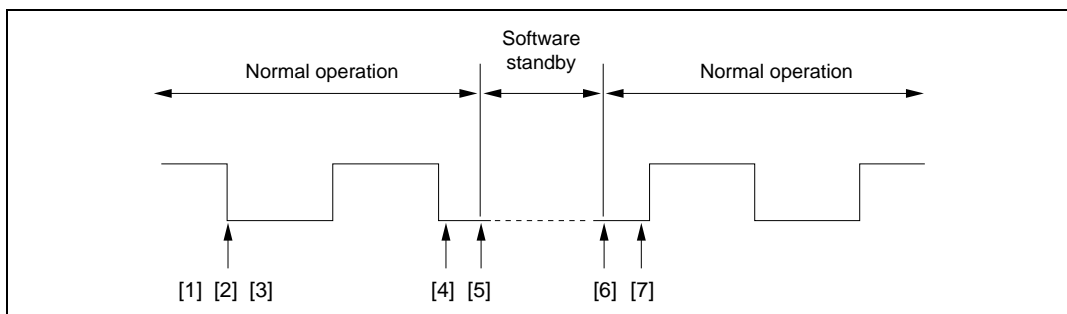 Software
standby
Normal operation
Normal operation
[1] [2] [3]
[4] [5]
[6] [7]